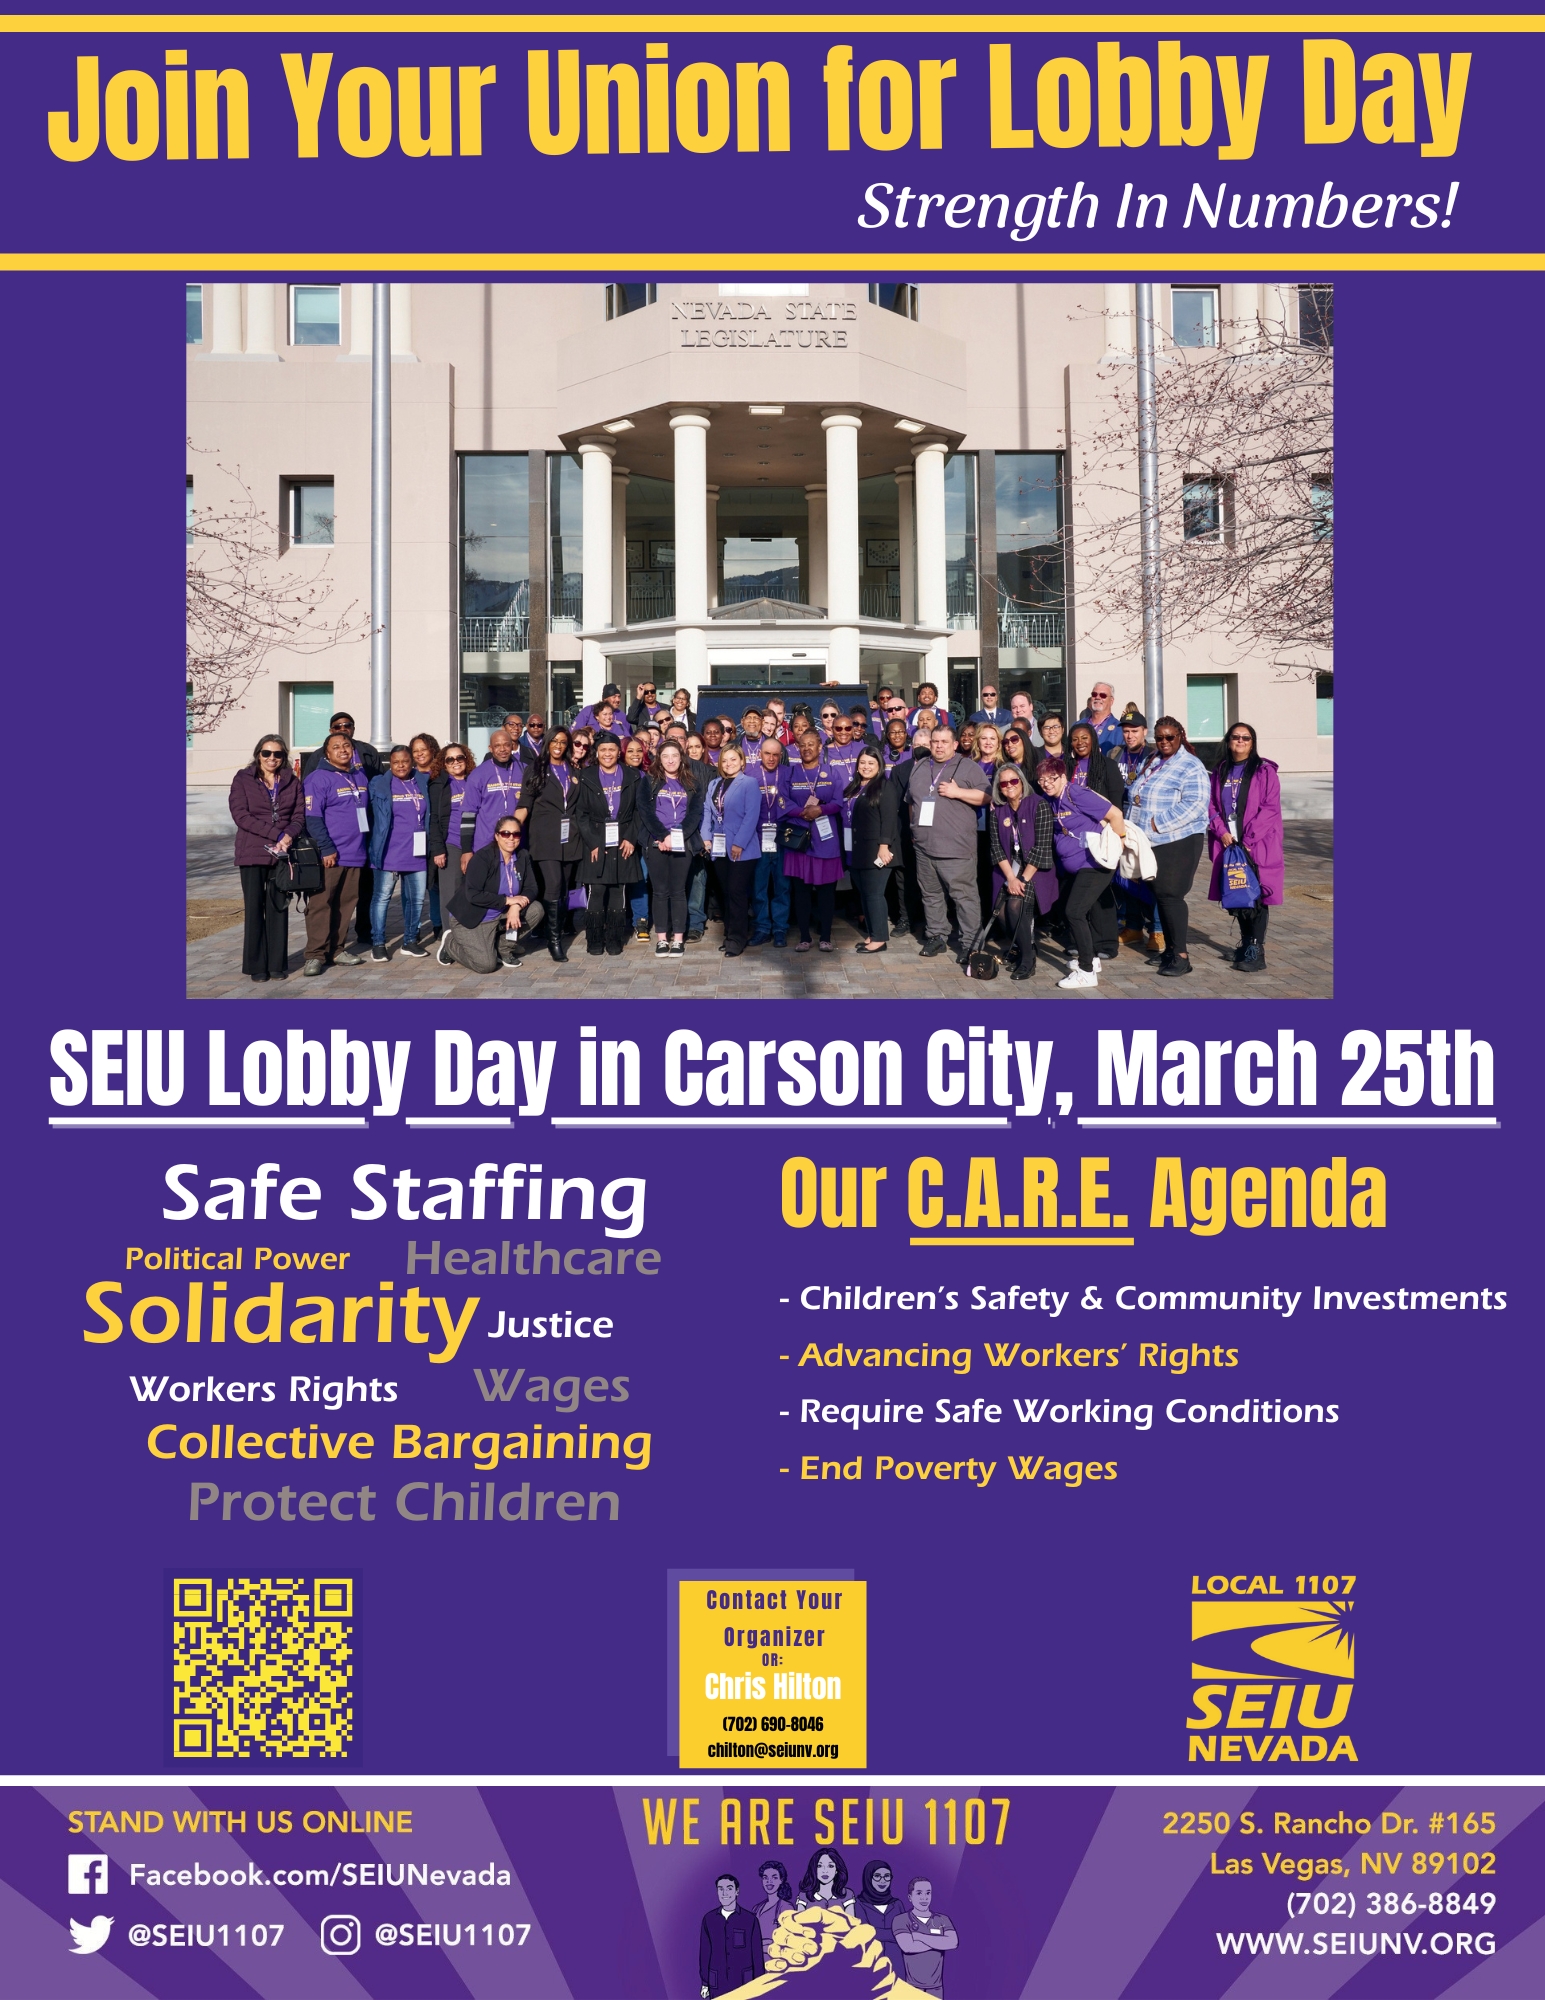 Join Your Union for Lobby Day
Strength In Numbers!
NEVADA STATE
LEGISLATURE
SEIU Lobby Day in Carson City, March 25th
Safe Staffing
Political Power Healthcare
Solidarity Justice
Workers Rights Wages
Collective Bargaining
Protect Children
Our C.A.R.E. Agenda
- Children’s Safety & Community Investments
- Advancing Workers’ Rights
- Require Safe Working Conditions
- End Poverty Wages
Contact Your
Organizer
OR:
Chris Hilton
(702) 690-8046
chilton@seiunv.org
LOCAL 1107
SEIU
NEVADA
STAND WITH US ONLINE
Facebook.com/SEIUNevada
@SEIU1107 @SEIU1107
WE ARE SEIU 1107
2250 S. Rancho Dr. #165
Las Vegas, NV 89102
(702) 386-8849
WWW.SEIUNV.ORG